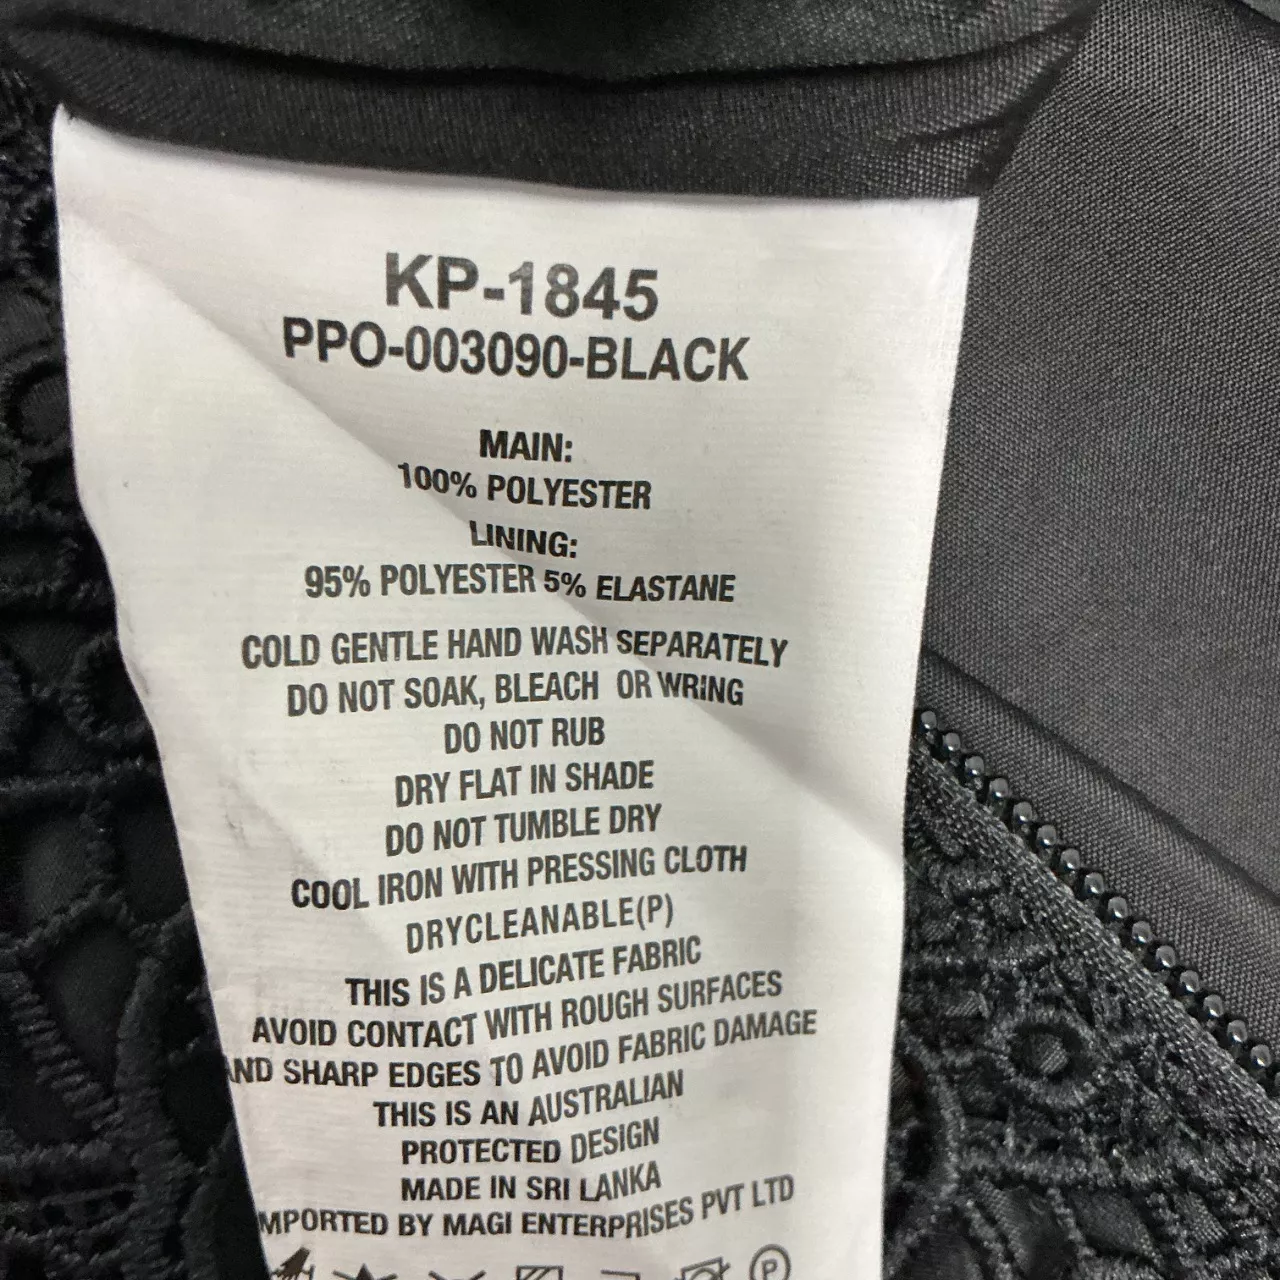 KP-1845
PPO-003090-BLACK
MAIN:
100% POLYESTER
LINING:
95% POLYESTER 5% ELASTANE
COLD GENTLE HAND WASH SEPARATELY
DO NOT SOAK, BLEACH OR WRING
DO NOT RUB
DRY FLAT IN SHADE
DO NOT TUMBLE DRY
COOL IRON WITH PRESSING CLOTH
DRYCLEANABLE(P)
THIS IS A DELICATE FABRIC
AVOID CONTACT WITH ROUGH SURFACES
AND SHARP EDGES TO AVOID FABRIC DAMAGE
THIS IS AN AUSTRALIAN
PROTECTED DESIGN
MADE IN SRI LANKA
IMPORTED BY MAGI ENTERPRISES PVT LTD
P